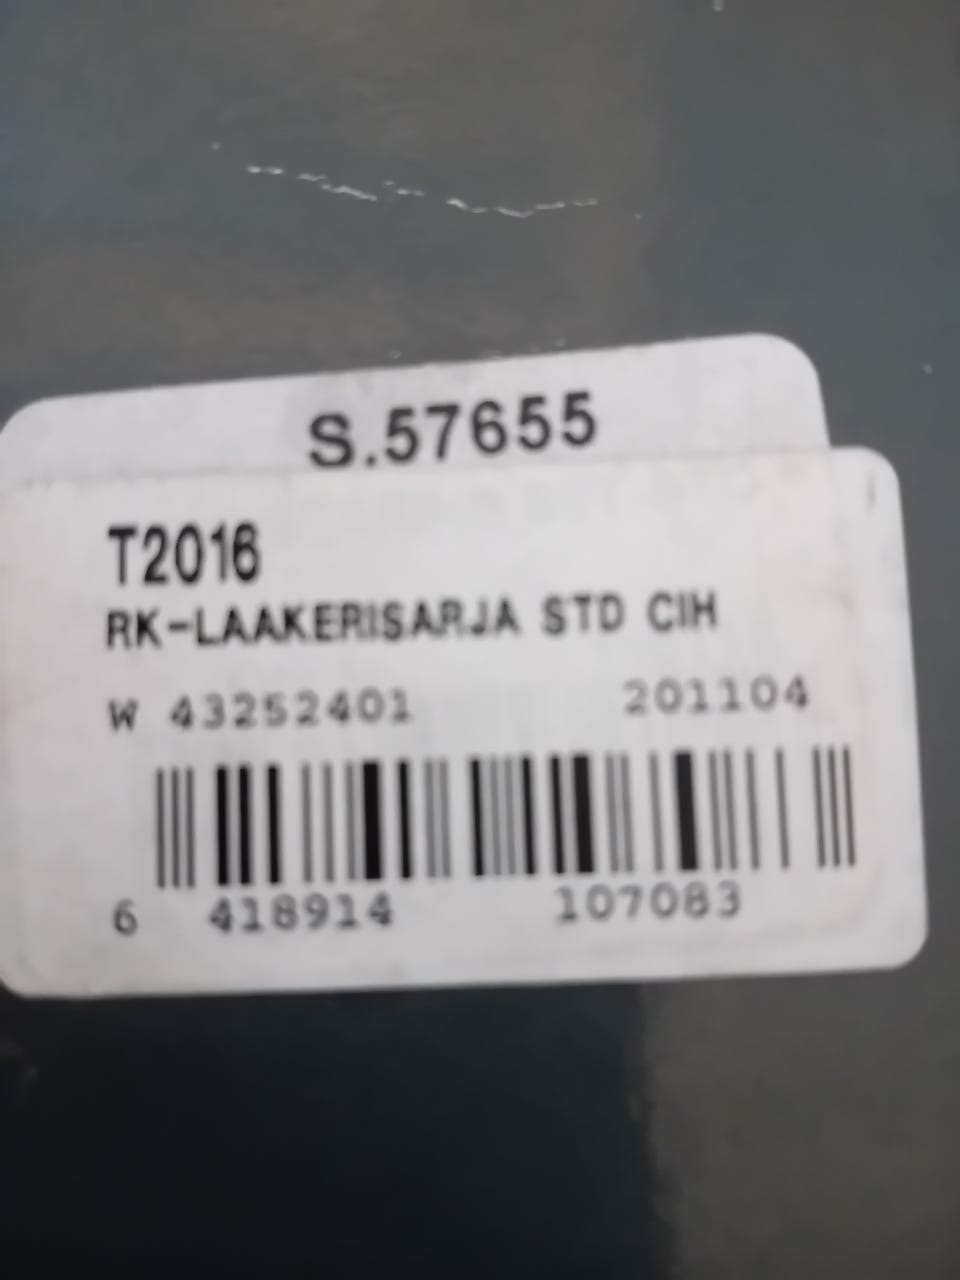 S.57655
T2016
RK-LAAKERISARJA STD CIH
W 43252401 201104
6 418914 107083